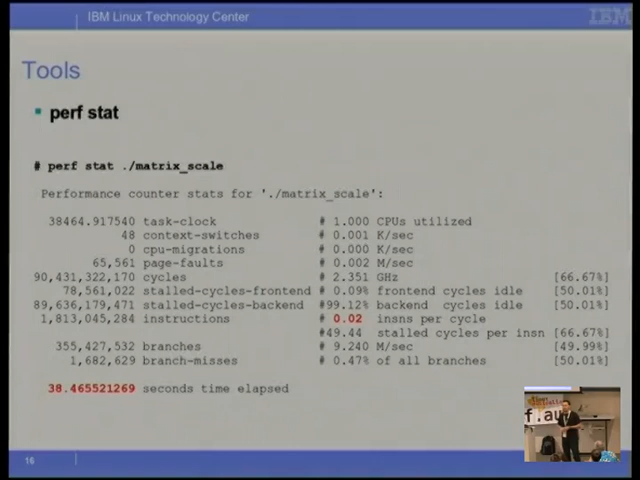 IBM Linux Technology Center
IBM
Tools
perf stat
# perf stat ./matrix_scale
Performance counter stats for './matrix_scale':
38464.917540 task-clock # 1.000 CPUs utilized
48 context-switches # 0.001 K/sec
0 cpu-migrations # 0.000 K/sec
65,561 page-faults # 0.002 M/sec
90,431,322,170 cycles # 2.351 GHz [66.67%]
78,561,022 stalled-cycles-frontend # 0.09% frontend cycles idle [50.01%]
89,636,179,471 stalled-cycles-backend #99.12% backend cycles idle [50.01%]
1,813,045,284 instructions # 0.02 insns per cycle
#49.44 stalled cycles per insn [66.67%]
355,427,532 branches # 9.240 M/sec [49.99%]
1,682,629 branch-misses # 0.47% of all branches [50.01%]
38.465521269 seconds time elapsed
16
f.au